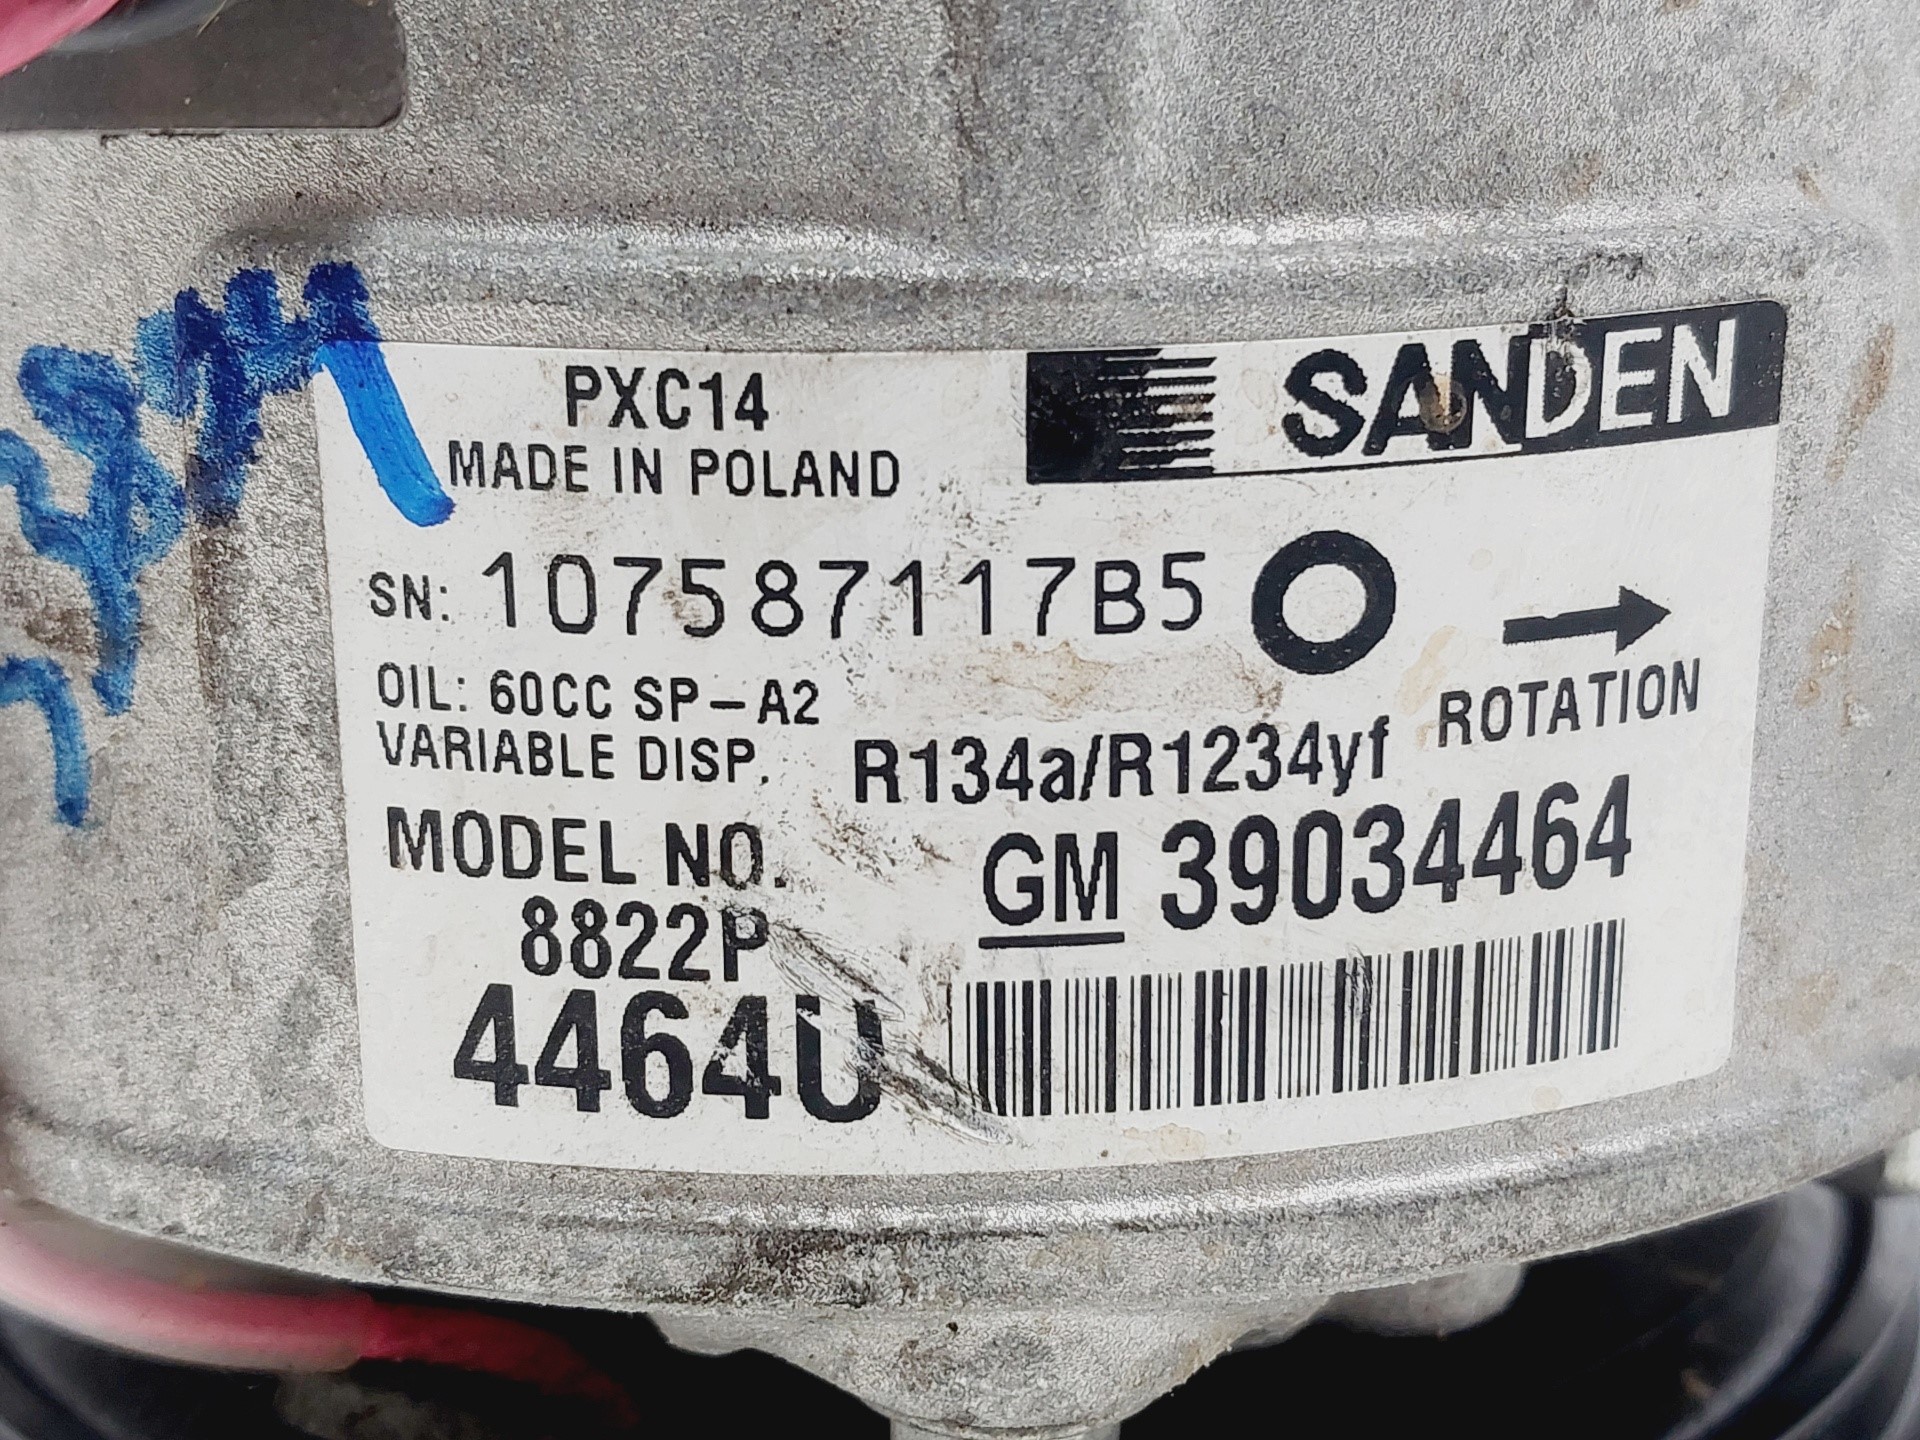 PXC14
SANDEN
MADE IN POLAND
SN: 107587117B5
OIL: 60CC SP-A2
ROTATION
VARIABLE DISP.
R134a/R1234yf
MODEL NO.
GM 39034464
8822P
4464U